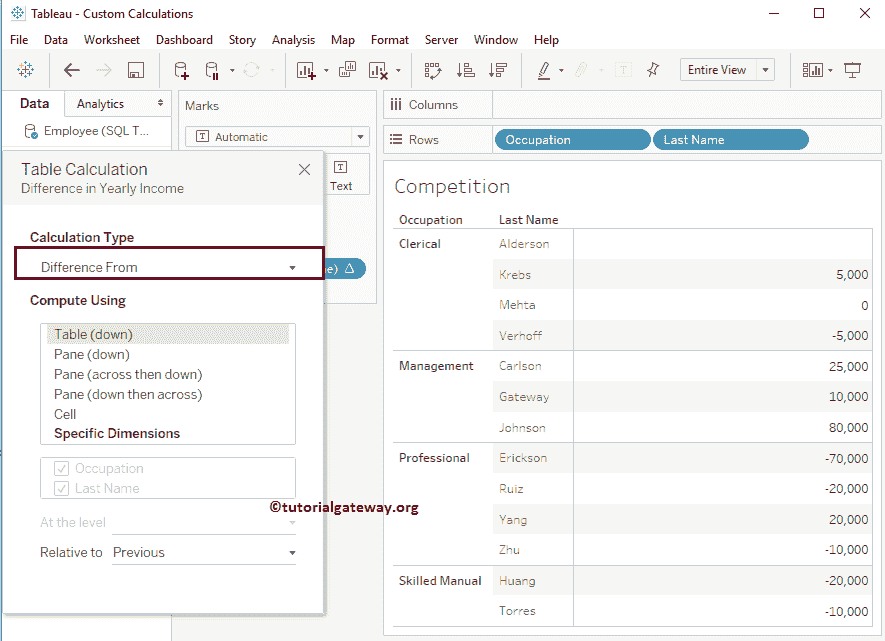 Tableau - Custom Calculations
File Data Worksheet Dashboard Story Analysis Map Format Server Window Help
Entire View
Data Analytics
Employee (SQL T...
Marks
Automatic
Text
e)
Columns
Rows Occupation Last Name
Table Calculation
Difference in Yearly Income
Calculation Type
Difference From
Compute Using
Table (down)
Pane (down)
Pane (across then down)
Pane (down then across)
Cell
Specific Dimensions
Occupation
Last Name
At the level
Relative to Previous
Competition
Occupation Last Name
Clerical Alderson
Krebs 5,000
Mehta 0
Verhoff -5,000
Management Carlson 25,000
Gateway 10,000
Johnson 80,000
Professional Erickson -70,000
Ruiz -20,000
Yang 20,000
Zhu -10,000
Skilled Manual Huang -20,000
Torres -10,000
©tutorialgateway.org